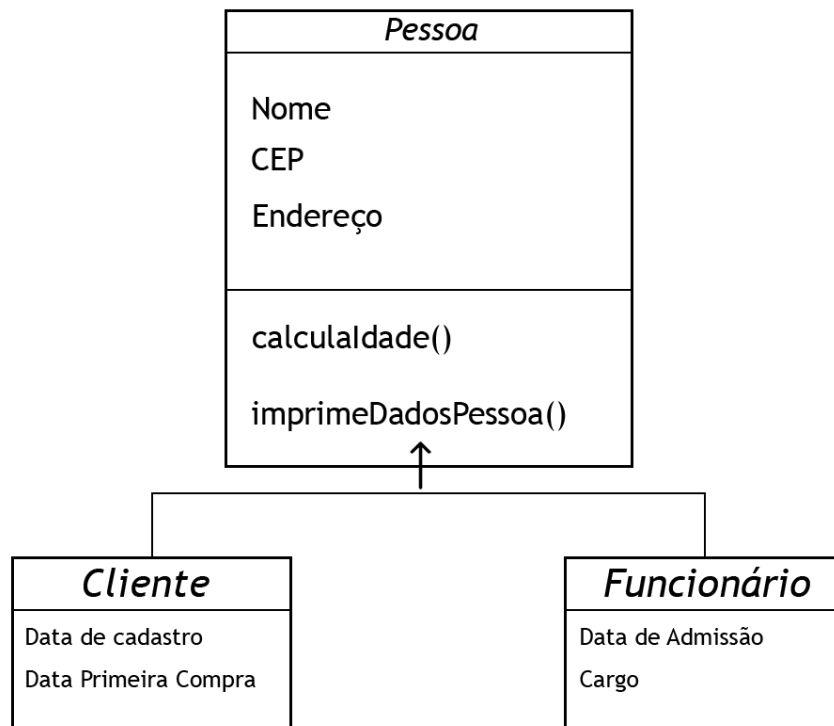 Pessoa
Nome
CEP
Endereço
calculaIdade()
imprimeDadosPessoa()
Cliente
Data de cadastro
Data Primeira Compra
Funcionário
Data de Admissão
Cargo